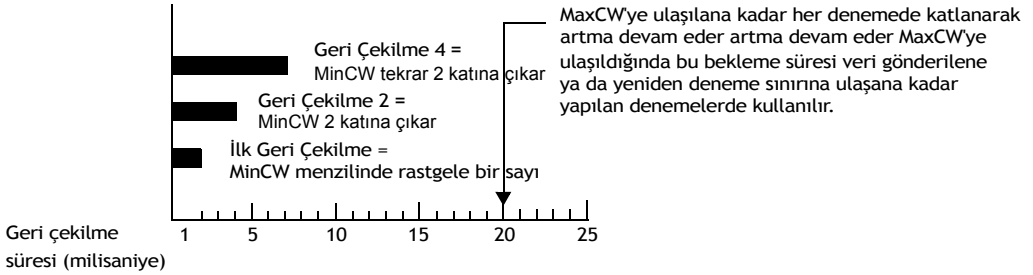 MaxCW'ye ulaşılana kadar her denemede katlanarak
artma devam eder artma devam eder MaxCW'ye
ulaşıldığında bu bekleme süresi veri gönderilene
ya da yeniden deneme sınırına ulaşana kadar
yapılan denemelerde kullanılır.
Geri Çekilme 4 =
MinCW tekrar 2 katına çıkar
Geri Çekilme 2 =
MinCW 2 katına çıkar
İlk Geri Çekilme =
MinCW menzilinde rastgele bir sayı
1 5 10 15 20 25
Geri çekilme
süresi (milisaniye)